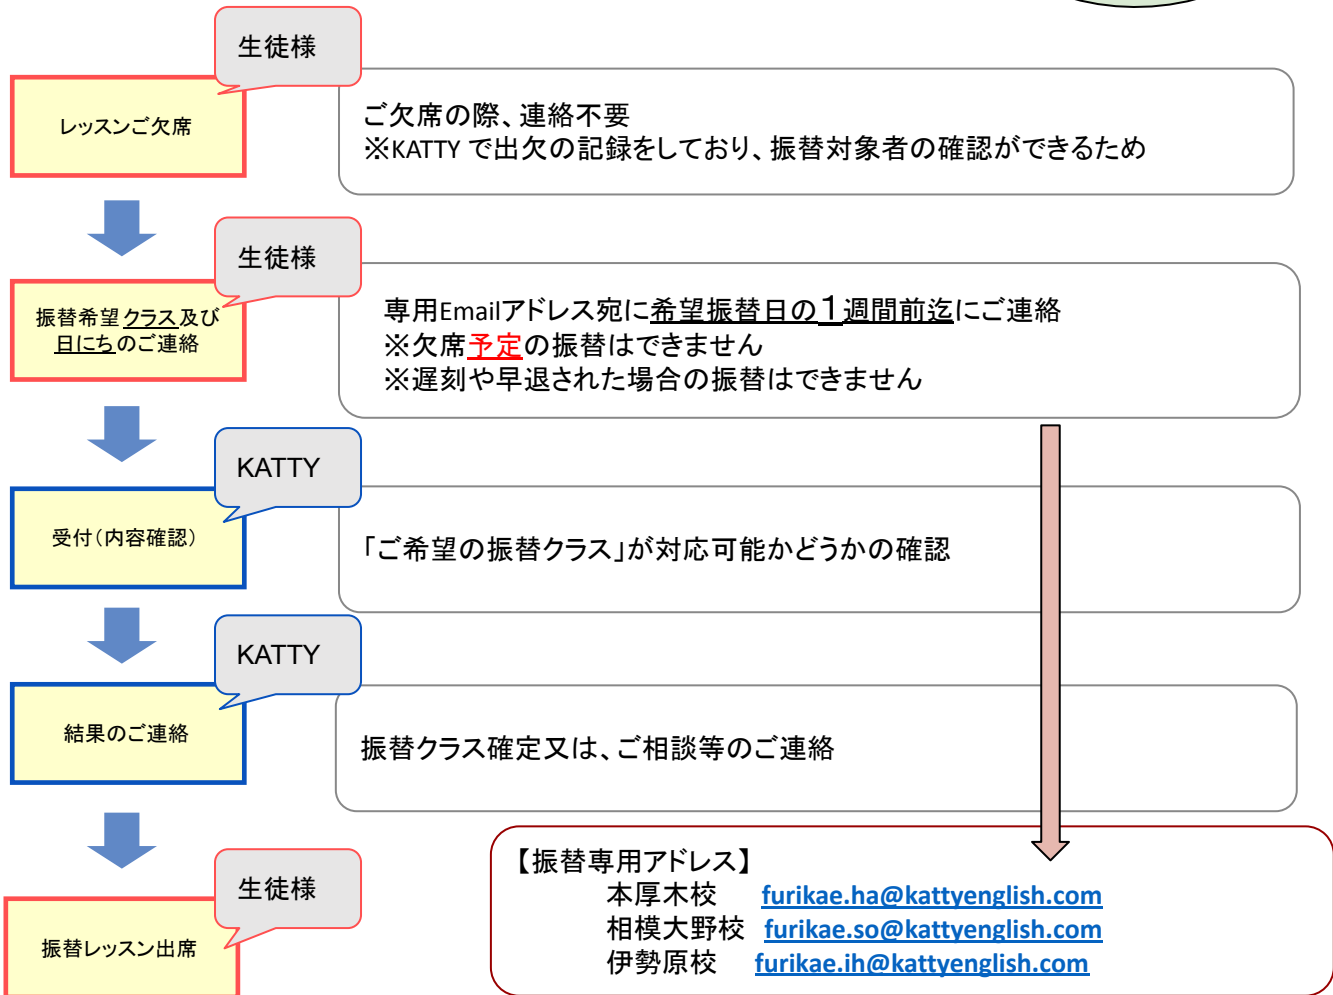 生徒様
レッスンご欠席
ご欠席の際、連絡不要
※KATTY で出欠の記録をしており、振替対象者の確認ができるため
生徒様
振替希望クラス及び
日にちのご連絡
専用Emailアドレス宛に希望振替日の１週間前迄にご連絡
※欠席予定の振替はできません
※遅刻や早退された場合の振替はできません
KATTY
受付（内容確認）
「ご希望の振替クラス」が対応可能かどうかの確認
KATTY
結果のご連絡
振替クラス確定又は、ご相談等のご連絡
生徒様
振替レッスン出席
【振替専用アドレス】
本厚木校 furikae.ha@kattyenglish.com
相模大野校 furikae.so@kattyenglish.com
伊勢原校 furikae.ih@kattyenglish.com